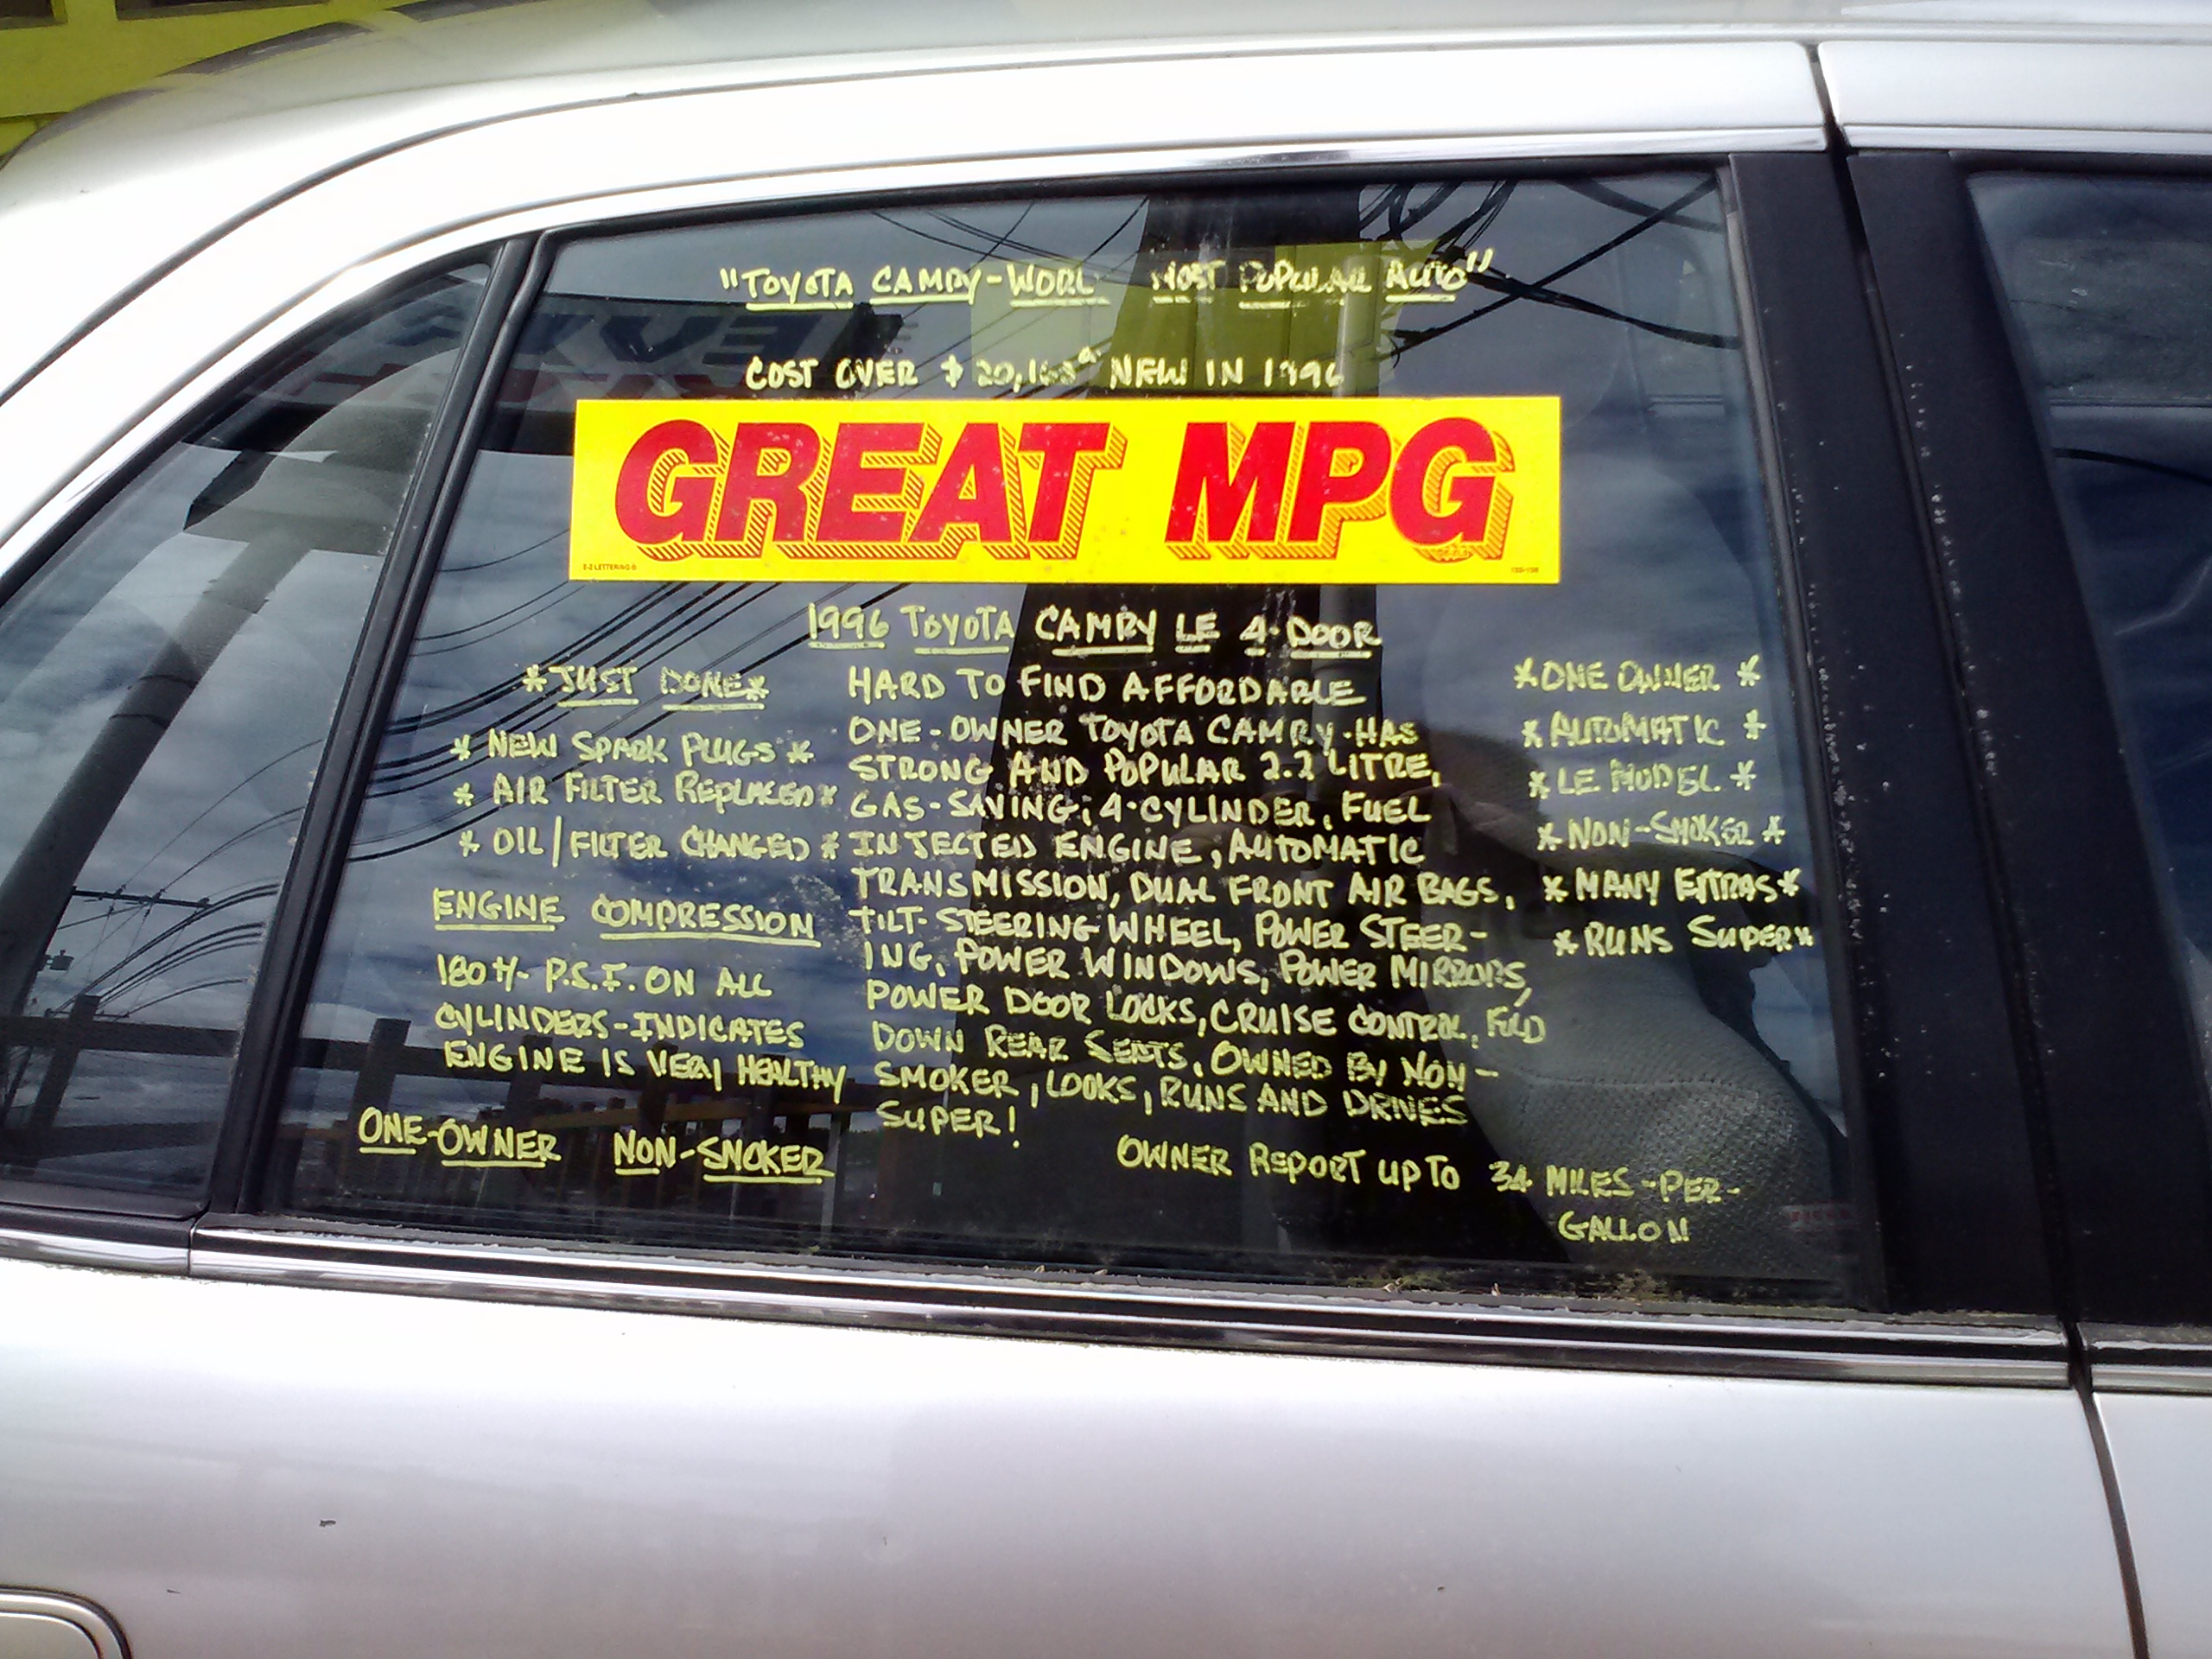 "TOYOTA CAMRY-WORL MOST POPULAR AUTO"
COST OVER $ NEW IN 1996
GREAT MPG
E-Z LETTERING ®
1996 TOYOTA CAMRY LE 4-DOOR
*JUST DONE*
* NEW SPARK PLUGS *
* AIR FILTER REPLACED*
* OIL/FILTER CHANGED *
ENGINE COMPRESSION
180+/- P.S.I. ON ALL
CYLINDERS-INDICATES
ENGINE IS VERY HEALTHY
ONE-OWNER NON-SMOKER
HARD TO FIND AFFORDABLE
ONE-OWNER TOYOTA CAMRY-HAS
STRONG AND POPULAR 2.2 LITRE,
GAS-SAVING; 4-CYLINDER, FUEL
INJECTED ENGINE, AUTOMATIC
TRANSMISSION, DUAL FRONT AIR BAGS,
TILT-STEERING WHEEL, POWER STEER-
ING, POWER WINDOWS, POWER MIRRORS,
POWER DOOR LOCKS, CRUISE CONTROL, FOLD
DOWN REAR SEATS, OWNED BY NON-
SMOKER, LOOKS, RUNS AND DRIVES
SUPER!
*ONE OWNER *
*AUTOMATIC *
*LE MODEL *
*NON-SMOKER *
*MANY EXTRAS*
*RUNS SUPER*
OWNER REPORT UP TO 34 MILES-PER-
GALLON